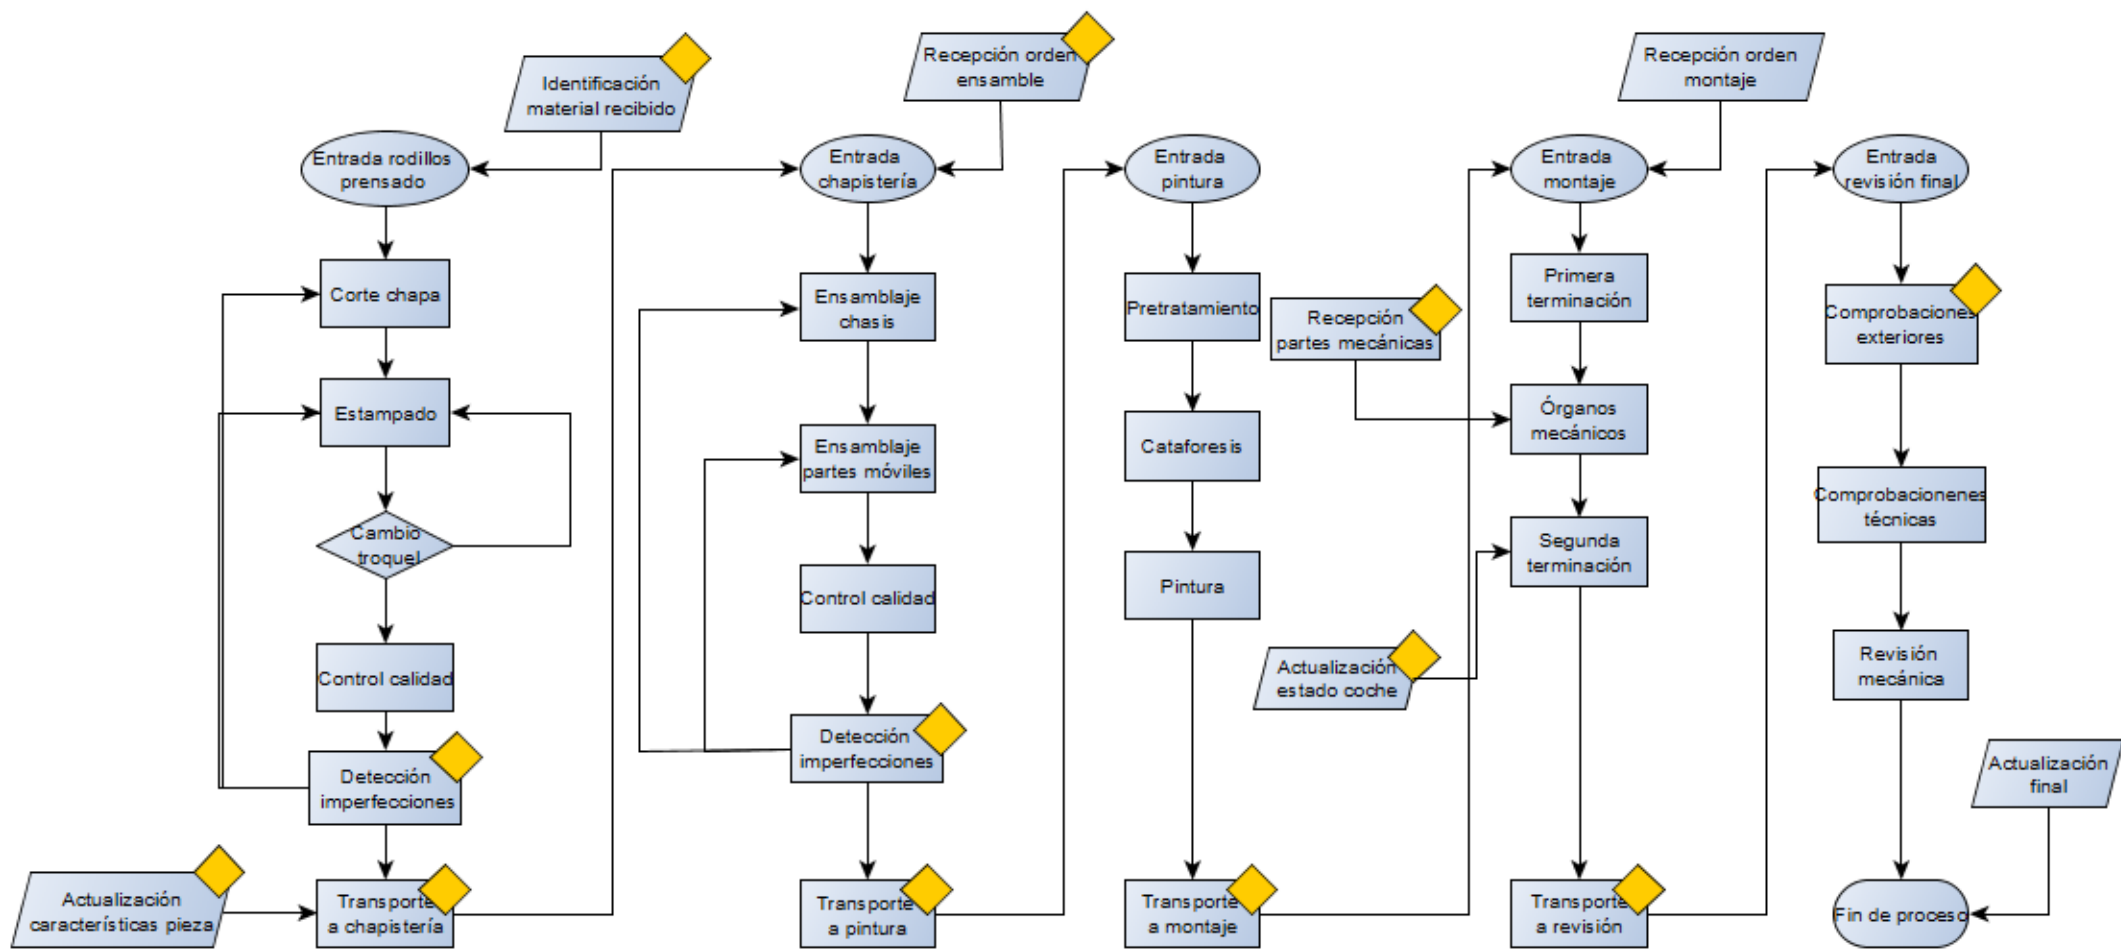 Identificación
material recibido
Entrada rodillos
prensado
Corte chapa
Estampado
Cambio
troquel
Control calidad
Detección
imperfecciones
Actualización
características pieza
Transporte
a chapistería
Recepción orden
ensamble
Entrada
chapistería
Ensamblaje
chasis
Ensamblaje
partes móviles
Control calidad
Detección
imperfecciones
Transporte
a pintura
Entrada
pintura
Pretratamiento
Cataforesis
Pintura
Transporte
a montaje
Recepción orden
montaje
Entrada
montaje
Primera
terminación
Recepción
partes mecánicas
Órganos
mecánicos
Segunda
terminación
Actualización
estado coche
Transporte
a revisión
Entrada
revisión final
Comprobaciones
exteriores
Comprobacionenes
técnicas
Revisión
mecánica
Actualización
final
Fin de proceso